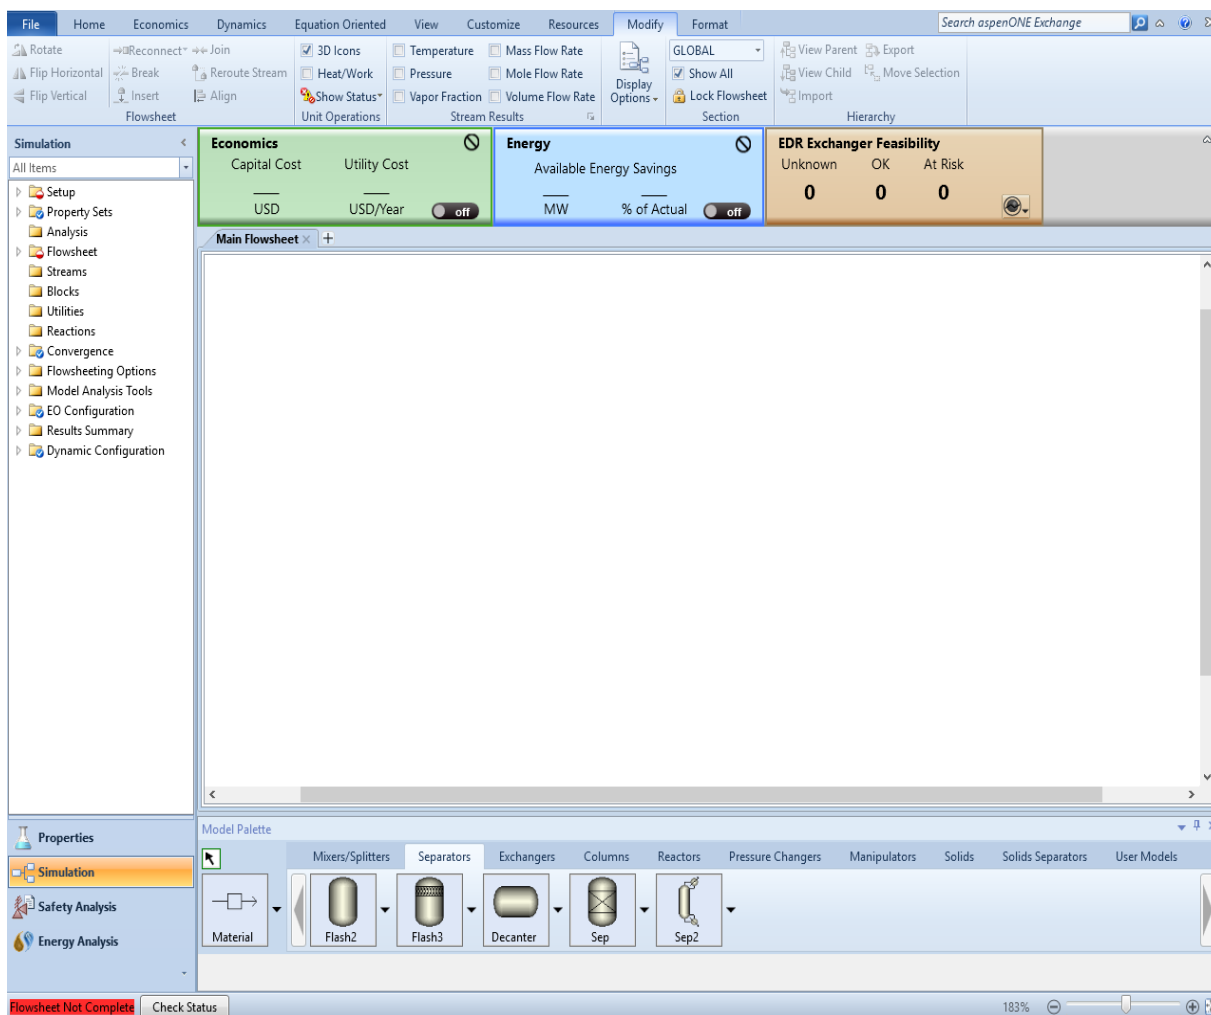 File Home Economics Dynamics Equation Oriented View Customize Resources Modify Format Search aspenONE Exchange
Rotate Reconnect Join 3D Icons Temperature Mass Flow Rate GLOBAL View Parent Export
Flip Horizontal Break Reroute Stream Heat/Work Pressure Mole Flow Rate Display Options Show All View Child Move Selection
Flip Vertical Insert Align Show Status Vapor Fraction Volume Flow Rate Lock Flowsheet Import
Flowsheet Unit Operations Stream Results Section Hierarchy
Simulation
All Items
Setup
Property Sets
Analysis
Flowsheet
Streams
Blocks
Utilities
Reactions
Convergence
Flowsheeting Options
Model Analysis Tools
EO Configuration
Results Summary
Dynamic Configuration
Economics
Capital Cost Utility Cost
USD USD/Year off
Energy
Available Energy Savings
MW % of Actual off
EDR Exchanger Feasibility
Unknown OK At Risk
0 0 0
Main Flowsheet
Properties
Simulation
Safety Analysis
Energy Analysis
Model Palette
Mixers/Splitters Separators Exchangers Columns Reactors Pressure Changers Manipulators Solids Solids Separators User Models
Material Flash2 Flash3 Decanter Sep Sep2
Flowsheet Not Complete Check Status 183%